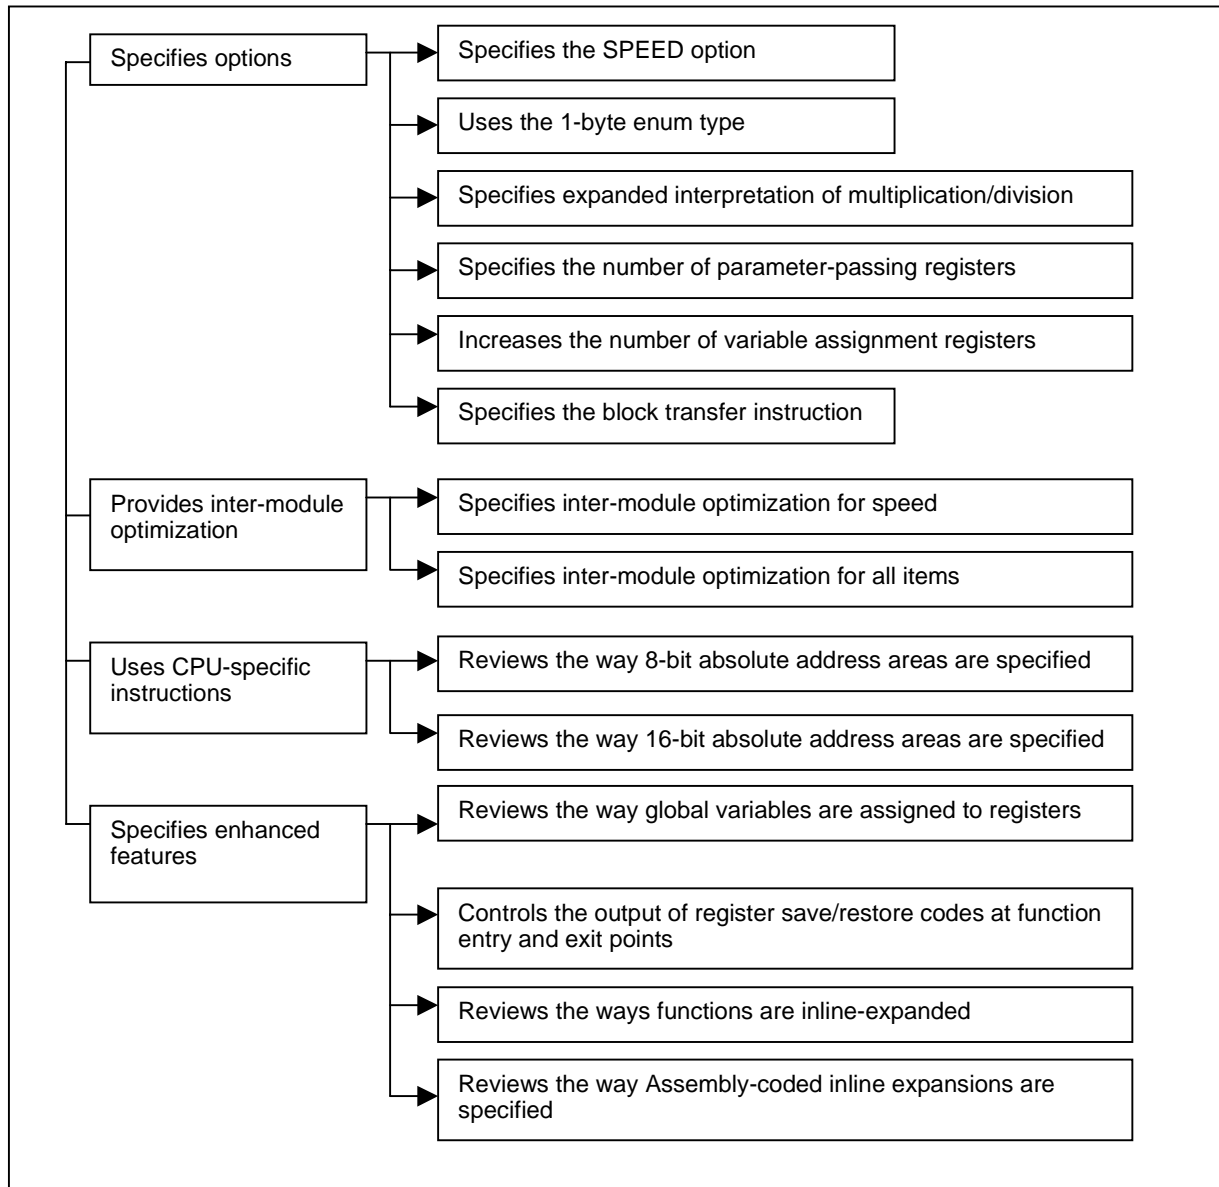 Specifies options
Specifies the SPEED option
Uses the 1-byte enum type
Specifies expanded interpretation of multiplication/division
Specifies the number of parameter-passing registers
Increases the number of variable assignment registers
Specifies the block transfer instruction
Provides inter-module
optimization
Specifies inter-module optimization for speed
Specifies inter-module optimization for all items
Uses CPU-specific
instructions
Reviews the way 8-bit absolute address areas are specified
Reviews the way 16-bit absolute address areas are specified
Specifies enhanced
features
Reviews the way global variables are assigned to registers
Controls the output of register save/restore codes at function
entry and exit points
Reviews the ways functions are inline-expanded
Reviews the way Assembly-coded inline expansions are
specified